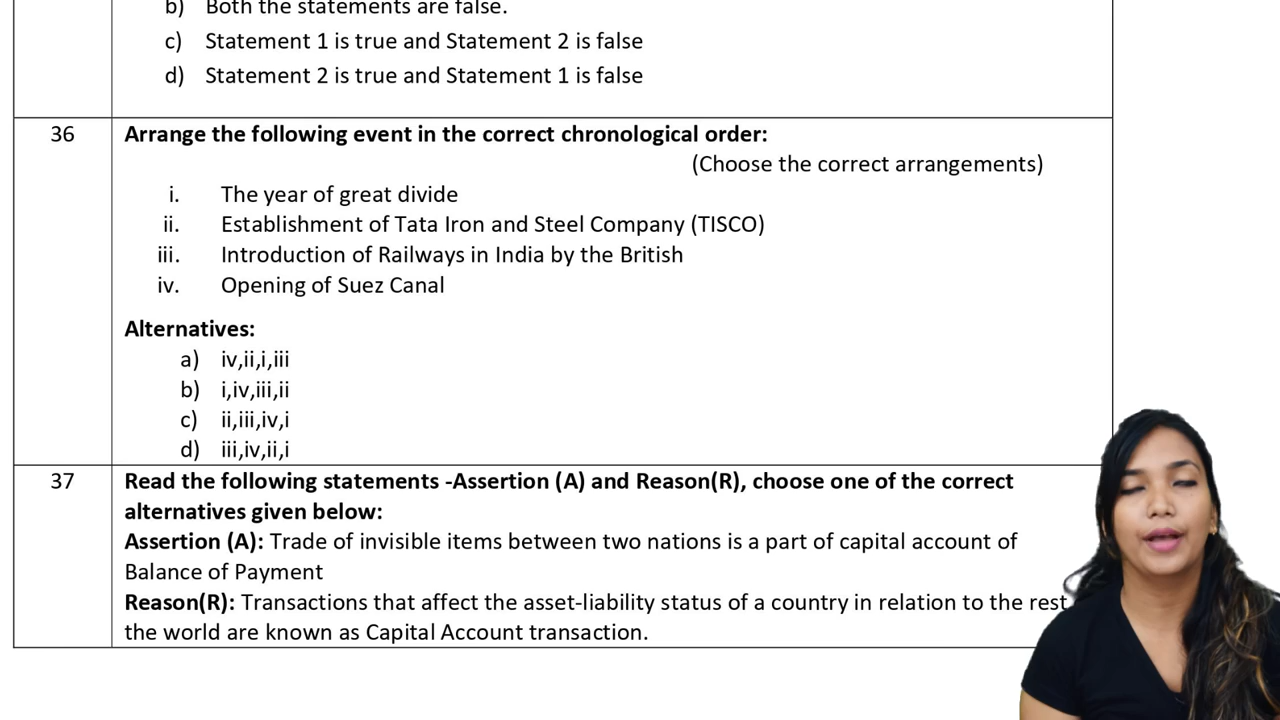 b) Both the statements are false.
c) Statement 1 is true and Statement 2 is false
d) Statement 2 is true and Statement 1 is false
36 Arrange the following event in the correct chronological order:
(Choose the correct arrangements)
i. The year of great divide
ii. Establishment of Tata Iron and Steel Company (TISCO)
iii. Introduction of Railways in India by the British
iv. Opening of Suez Canal
Alternatives:
a) iv,ii,i,iii
b) i,iv,iii,ii
c) ii,iii,iv,i
d) iii,iv,ii,i
37 Read the following statements -Assertion (A) and Reason(R), choose one of the correct
alternatives given below:
Assertion (A): Trade of invisible items between two nations is a part of capital account of
Balance of Payment
Reason(R): Transactions that affect the asset-liability status of a country in relation to the rest
the world are known as Capital Account transaction.